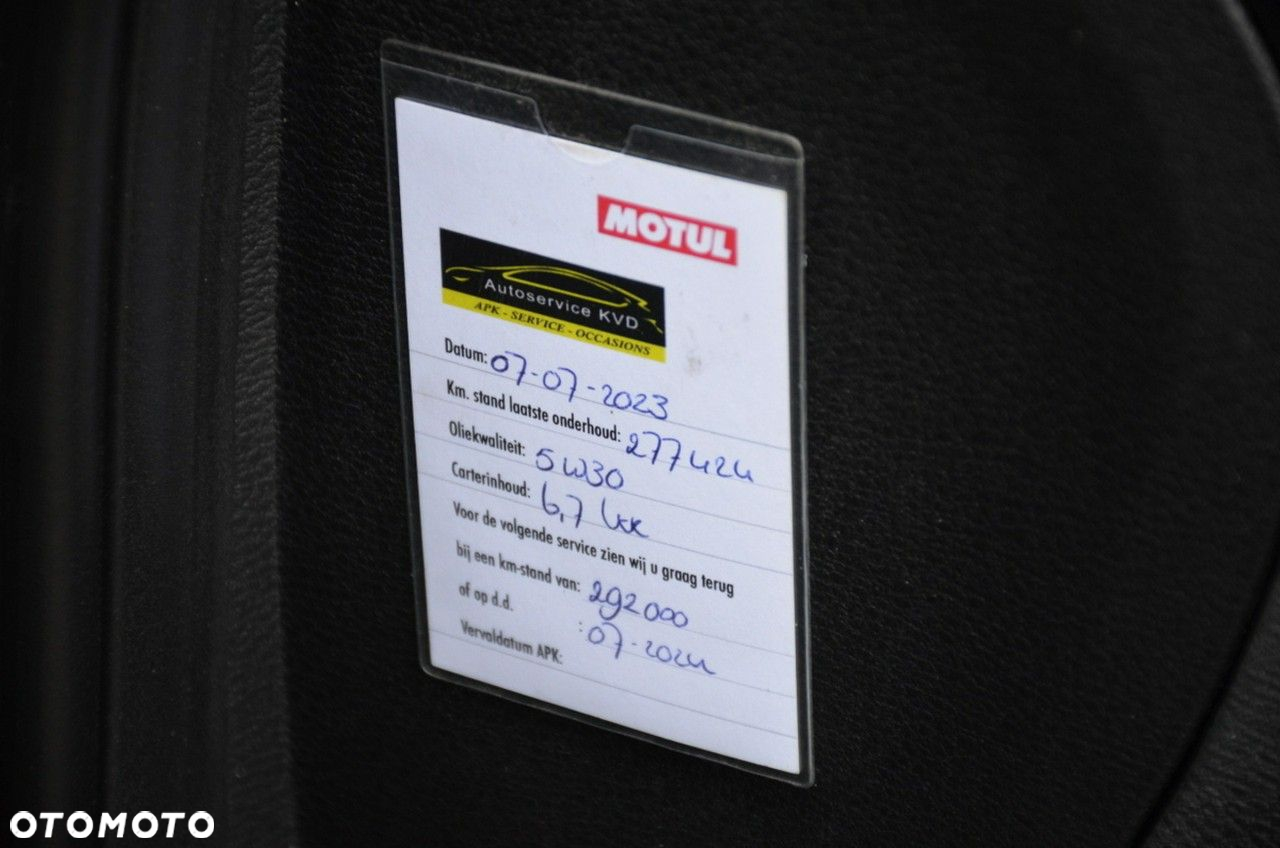 MOTUL
Autoservice KVD
APK - SERVICE - OCCASIONS
Datum: 07-07-2023
Km. stand laatste onderhoud: 277424
Oliekwaliteit: 5W30
Carterinhoud: 6,7
Voor de volgende service zien wij u graag terug
bij een km-stand van: 292000
of op d.d. : 07-2024
Vervaldatum APK:
OTOMOTO